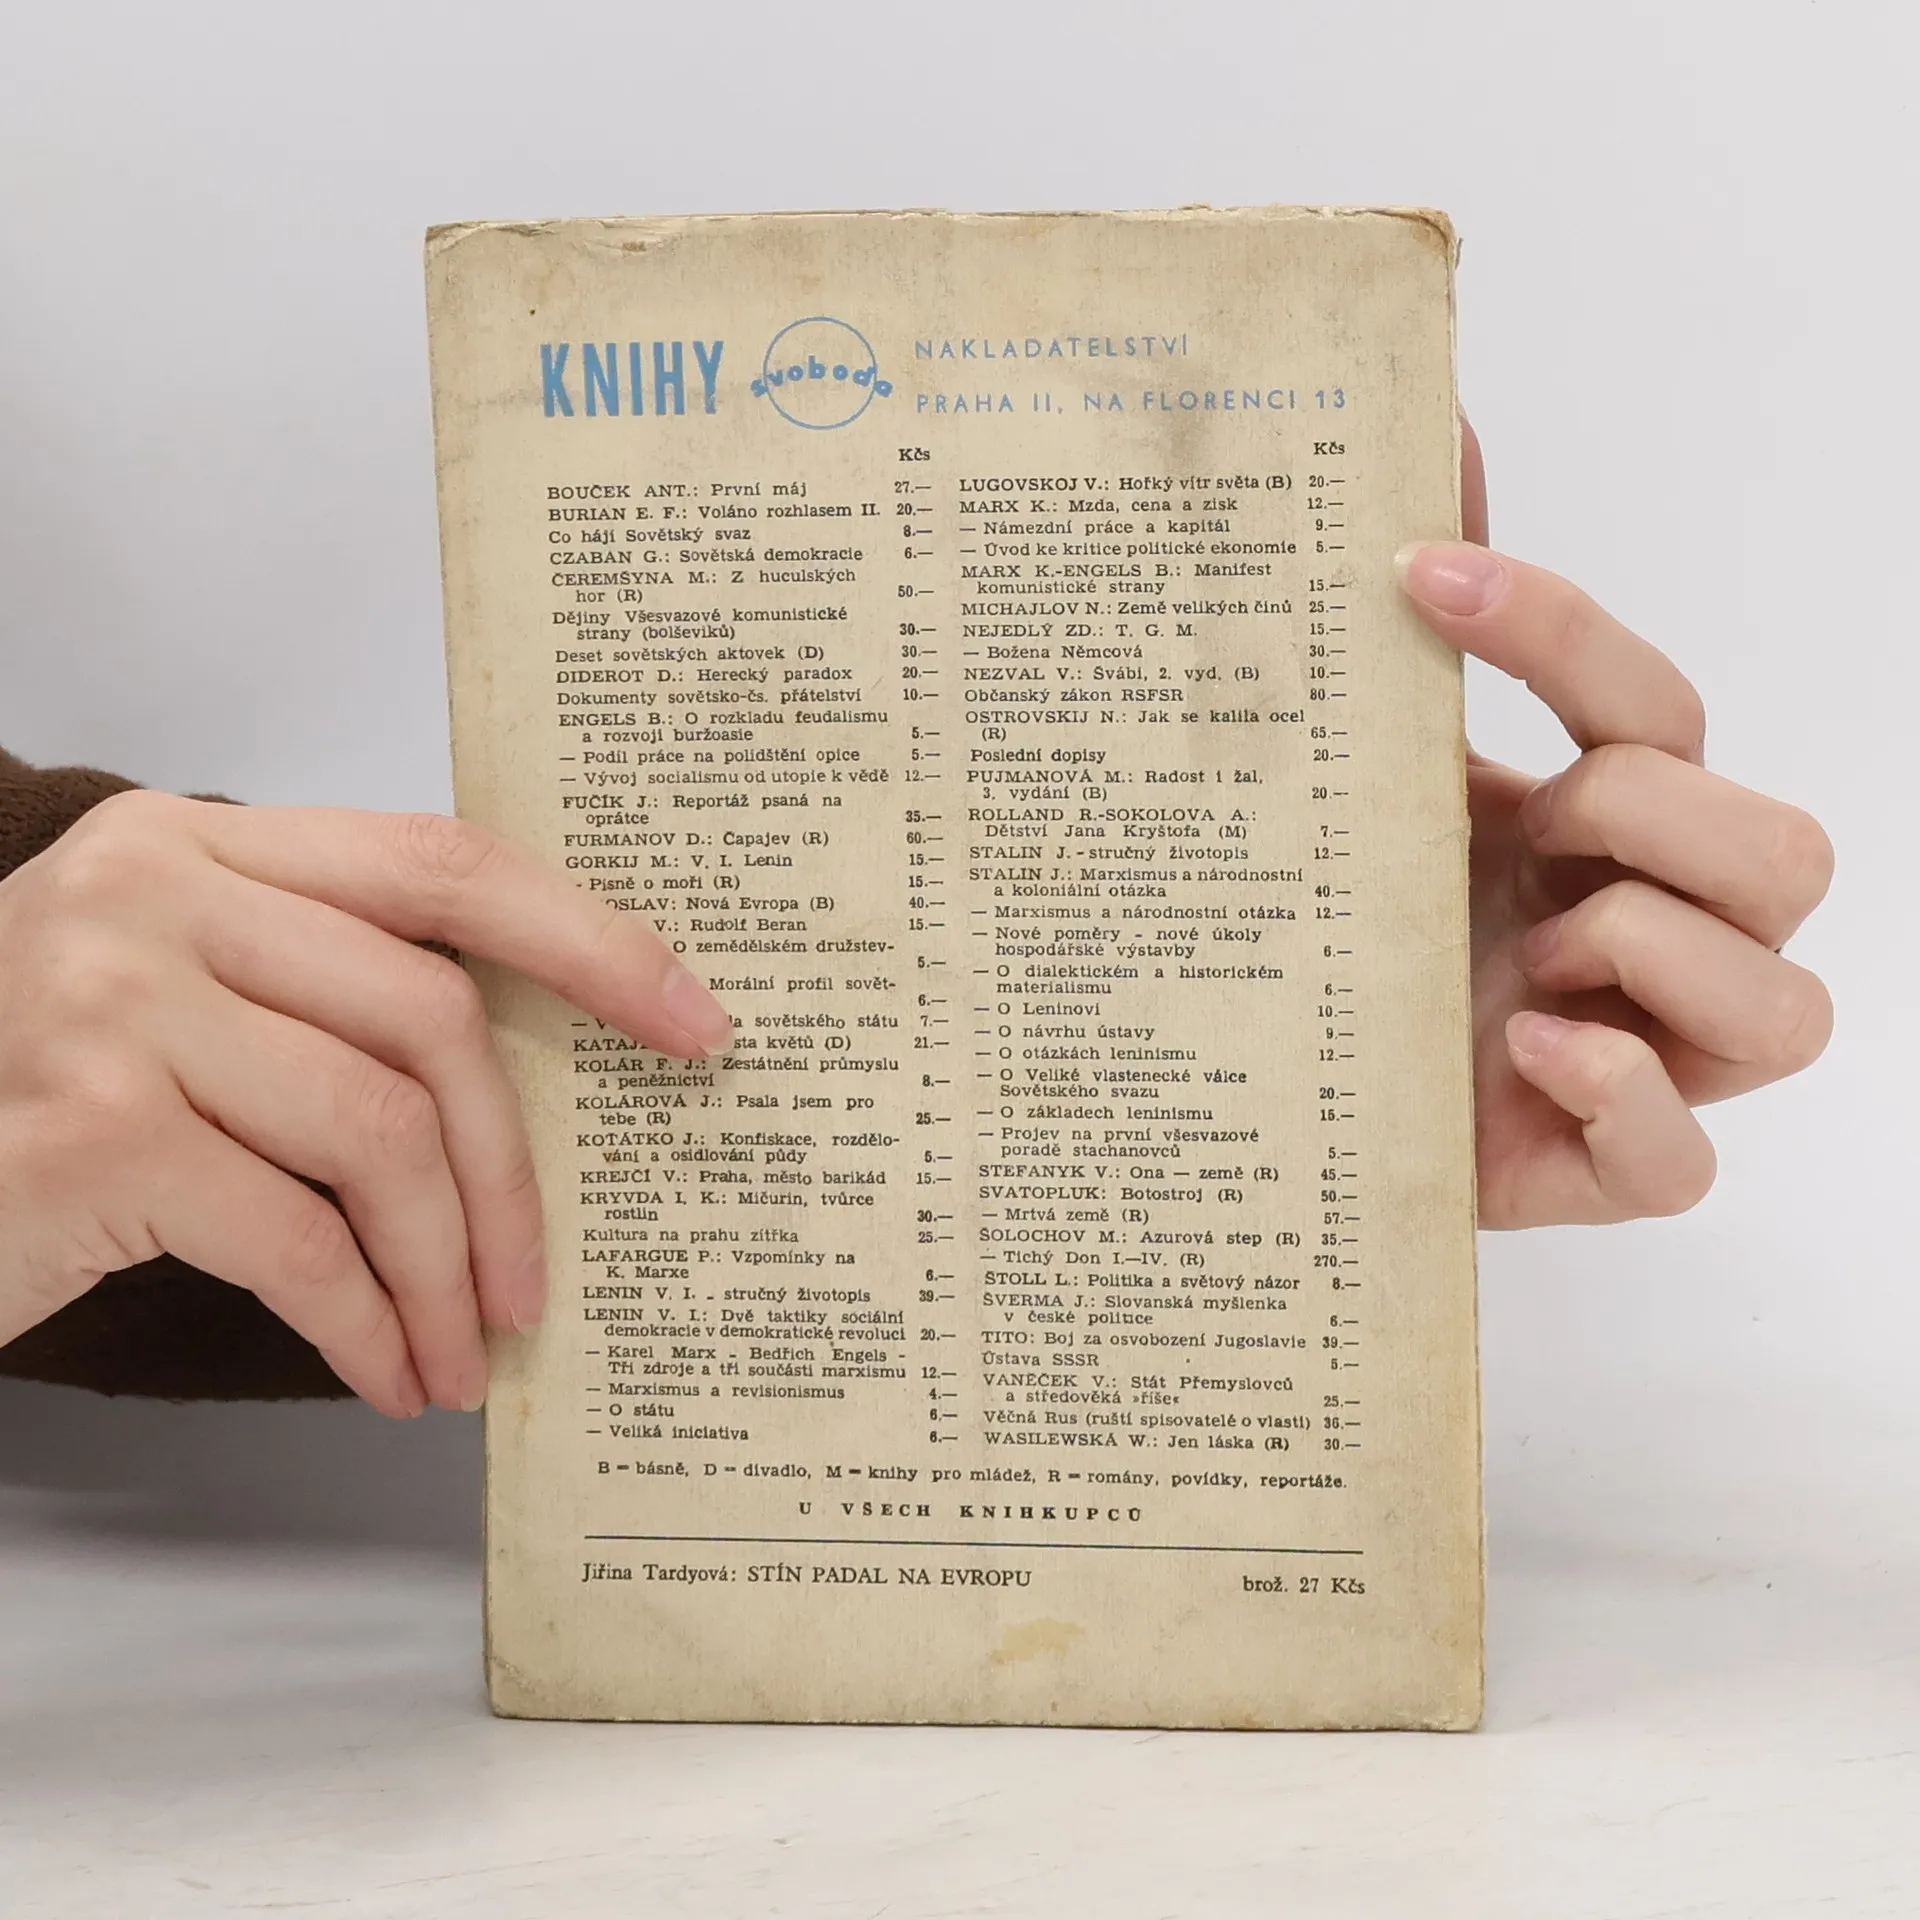 KNIHY
svoboda
NAKLADATELSTVÍ
PRAHA II, NA FLORENCI 13
Kčs
BOUČEK ANT.: První máj 27.—
BURIAN E. F.: Voláno rozhlasem II. 20.—
Co hájí Sovětský svaz 8.—
CZABAN G.: Sovětská demokracie 6.—
ČEREMŠYNA M.: Z huculských
hor (R) 50.—
Dějiny Všesvazové komunistické
strany (bolševiků) 30.—
Deset sovětských aktovek (D) 30.—
DIDEROT D.: Herecký paradox 20.—
Dokumenty sovětsko-čs. přátelství 10.—
ENGELS B.: O rozkladu feudalismu
a rozvoji buržoasie 5.—
— Podíl práce na polidštění opice 5.—
— Vývoj socialismu od utopie k vědě 12.—
FUČÍK J.: Reportáž psaná na
oprátce 35.—
FURMANOV D.: Čapajev (R) 60.—
GORKIJ M.: V. I. Lenin 15.—
- Písně o moři (R) 15.—
OSLAV: Nová Evropa (B) 40.—
V.: Rudolf Beran 15.—
O zemědělském družstev-
5.—
Morální profil sovět-
6.—
— V la sovětského státu 7.—
KATAJ sta květů (D) 21.—
KOLÁR F. J.: Zestátnění průmyslu
a peněžnictví 8.—
KOLÁROVÁ J.: Psala jsem pro
tebe (R) 25.—
KOŤÁTKO J.: Konfiskace, rozdělo-
vání a osídlování půdy 5.—
KREJČÍ V.: Praha, město barikád 15.—
KRYVDA I. K.: Mičurin, tvůrce
rostlin 30.—
Kultura na prahu zítřka 25.—
LAFARGUE P.: Vzpomínky na
K. Marxe 6.—
LENIN V. I. - stručný životopis 39.—
LENIN V. I.: Dvě taktiky sociální
demokracie v demokratické revoluci 20.—
— Karel Marx - Bedřich Engels -
Tři zdroje a tři součásti marxismu 12.—
— Marxismus a revisionismus 4.—
— O státu 6.—
— Veliká iniciativa 6.—
Kčs
LUGOVSKOJ V.: Hořký vítr světa (B) 20.—
MARX K.: Mzda, cena a zisk 12.—
— Námezdní práce a kapitál 9.—
— Úvod ke kritice politické ekonomie 5.—
MARX K.-ENGELS B.: Manifest
komunistické strany 15.—
MICHAJLOV N.: Země velikých činů 25.—
NEJEDLÝ ZD.: T. G. M. 15.—
— Božena Němcová 30.—
NEZVAL V.: Švábi, 2. vyd. (B) 10.—
Občanský zákon RSFSR 80.—
OSTROVSKIJ N.: Jak se kalila ocel
(R) 65.—
Poslední dopisy 20.—
PUJMANOVÁ M.: Radost i žal,
3. vydání (B) 20.—
ROLLAND R.-SOKOLOVA A.:
Dětství Jana Kryštofa (M) 7.—
STALIN J. - stručný životopis 12.—
STALIN J.: Marxismus a národnostní
a koloniální otázka 40.—
— Marxismus a národnostní otázka 12.—
— Nové poměry - nové úkoly
hospodářské výstavby 6.—
— O dialektickém a historickém
materialismu 6.—
— O Leninovi 10.—
— O návrhu ústavy 9.—
— O otázkách leninismu 12.—
— O Veliké vlastenecké válce
Sovětského svazu 20.—
— O základech leninismu 15.—
— Projev na první všesvazové
poradě stachanovců 5.—
STEFANYK V.: Ona — země (R) 45.—
SVATOPLUK: Botostroj (R) 50.—
— Mrtvá země (R) 57.—
ŠOLOCHOV M.: Azurová step (R) 35.—
— Tichý Don I.—IV. (R) 270.—
ŠTOLL L.: Politika a světový názor 8.—
ŠVERMA J.: Slovanská myšlenka
v české politice 6.—
TITO: Boj za osvobození Jugoslavie 39.—
Ústava SSSR 5.—
VANĚČEK V.: Stát Přemyslovců
a středověká »říše« 25.—
Věčná Rus (ruští spisovatelé o vlasti) 36.—
WASILEWSKÁ W.: Jen láska (R) 30.—
B = básně, D = divadlo, M = knihy pro mládež, R = romány, povídky, reportáže.
U VŠECH KNIHKUPCŮ
Jiřina Tardyová: STÍN PADAL NA EVROPU brož. 27 Kčs